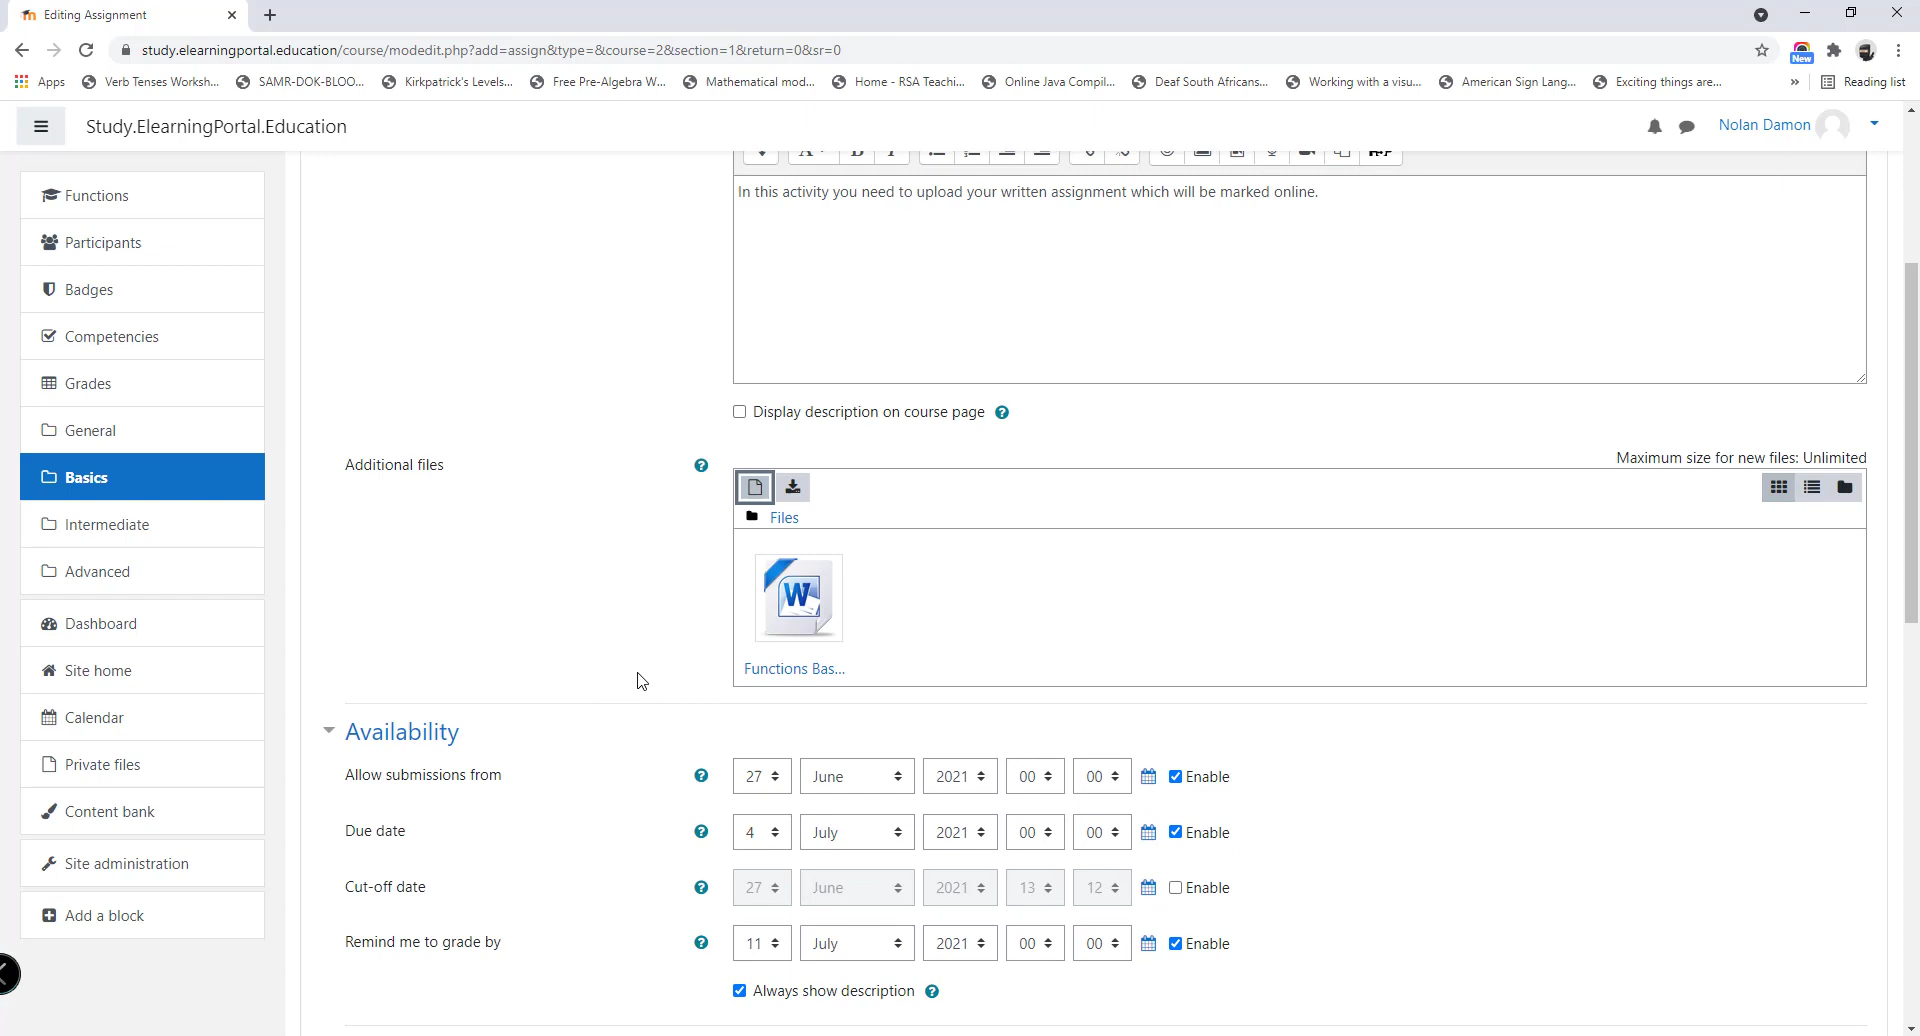 Editing Assignment
study.elearningportal.education/course/modedit.php?add=assign&type=&course=2&section=1&return=0&sr=0
New
Apps
Verb Tenses Worksh...
SAMR-DOK-BLOO...
Kirkpatrick's Levels...
Free Pre-Algebra W...
Mathematical mod...
Home - RSA Teachi...
Online Java Compil...
Deaf South Africans...
Working with a visu...
American Sign Lang...
Exciting things are...
»
Reading list
Study.ElearningPortal.Education
Nolan Damon
Functions
Participants
Badges
Competencies
Grades
General
Basics
Intermediate
Advanced
Dashboard
Site home
Calendar
Private files
Content bank
Site administration
Add a block
In this activity you need to upload your written assignment which will be marked online.
Display description on course page
Additional files
Maximum size for new files: Unlimited
Files
Functions Bas...
Availability
Allow submissions from 27 June 2021 00 00 Enable
Due date 4 July 2021 00 00 Enable
Cut-off date 27 June 2021 13 12 Enable
Remind me to grade by 11 July 2021 00 00 Enable
Always show description